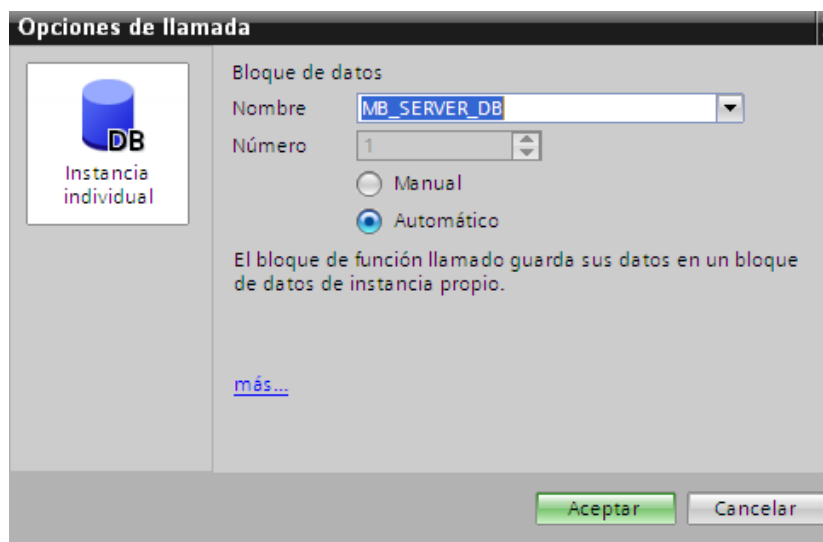 Opciones de llamada
Bloque de datos
Nombre MB_SERVER_DB
DB
Número 1
Instancia
individual
Manual
Automático
El bloque de función llamado guarda sus datos en un bloque
de datos de instancia propio.
más...
Aceptar Cancelar